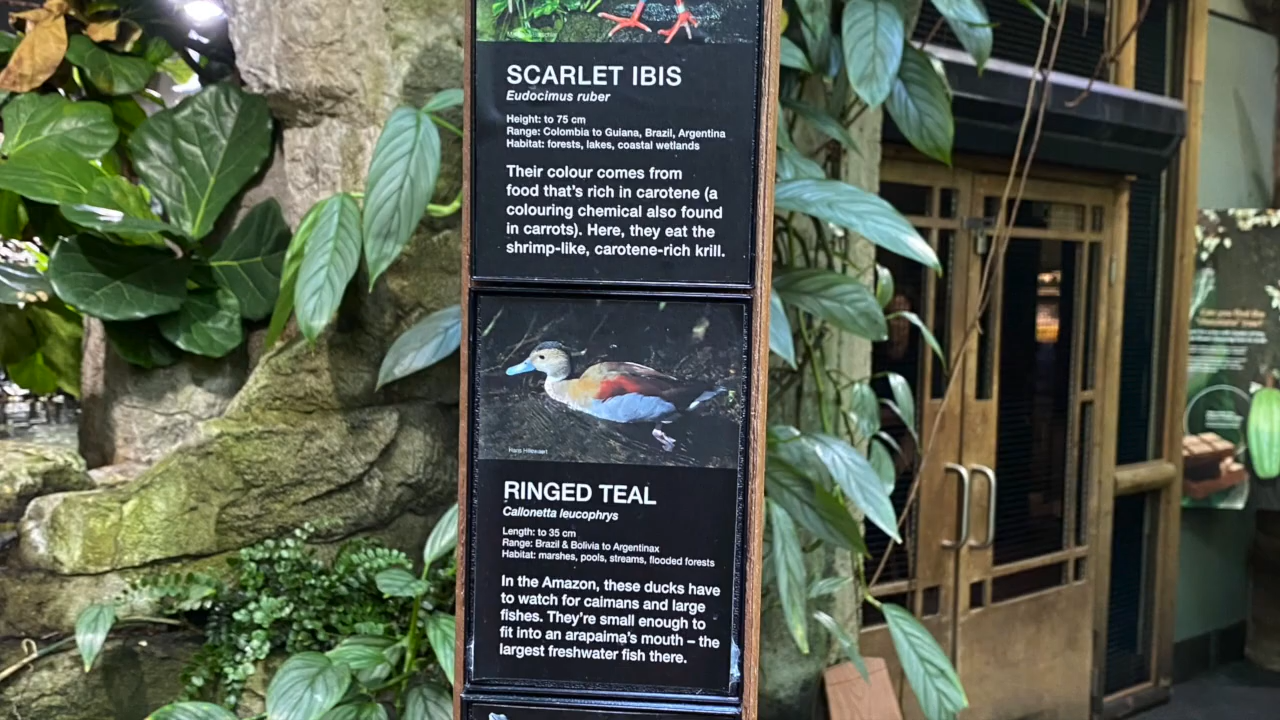 SCARLET IBIS
Eudocimus ruber
Height: to 75 cm
Range: Colombia to Guiana, Brazil, Argentina
Habitat: forests, lakes, coastal wetlands
Their colour comes from
food that's rich in carotene (a
colouring chemical also found
in carrots). Here, they eat the
shrimp-like, carotene-rich krill.
RINGED TEAL
Callonetta leucophrys
Length: to 35 cm
Range: Brazil & Bolivia to Argentinax
Habitat: marshes, pools, streams, flooded forests
In the Amazon, these ducks have
to watch for caimans and large
fishes. They're small enough to
fit into an arapaima's mouth – the
largest freshwater fish there.